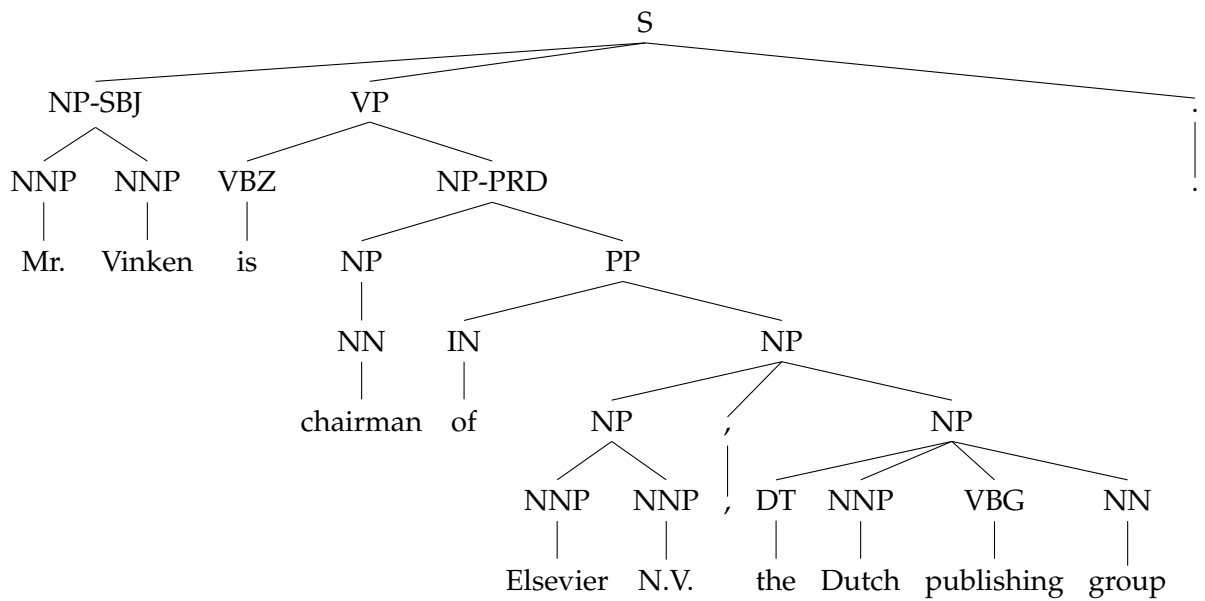 S
NP-SBJ VP .
NNP NNP VBZ NP-PRD .
Mr. Vinken is NP PP
NN IN NP
chairman of NP , NP
NNP NNP , DT NNP VBG NN
Elsevier N.V. the Dutch publishing group